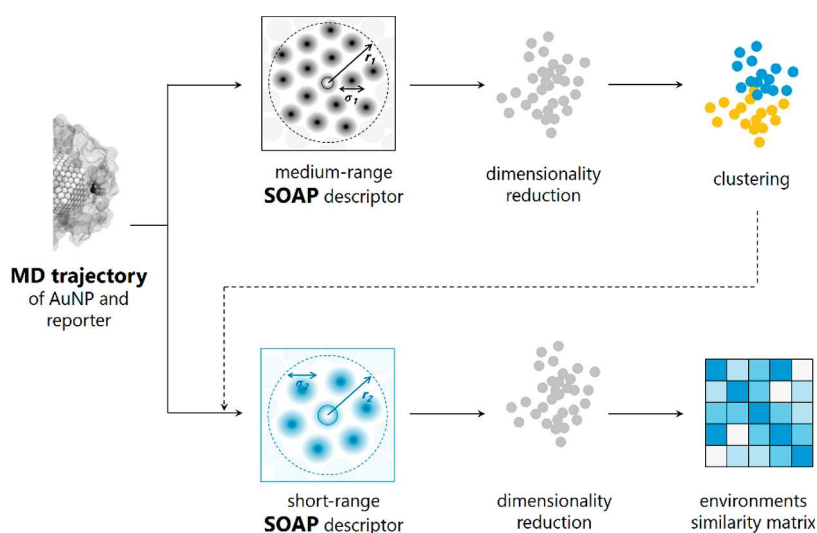 r1
σ1
medium-range
SOAP descriptor
dimensionality
reduction
clustering
MD trajectory
of AuNP and
reporter
σ2
r2
short-range
SOAP descriptor
dimensionality
reduction
environments
similarity matrix